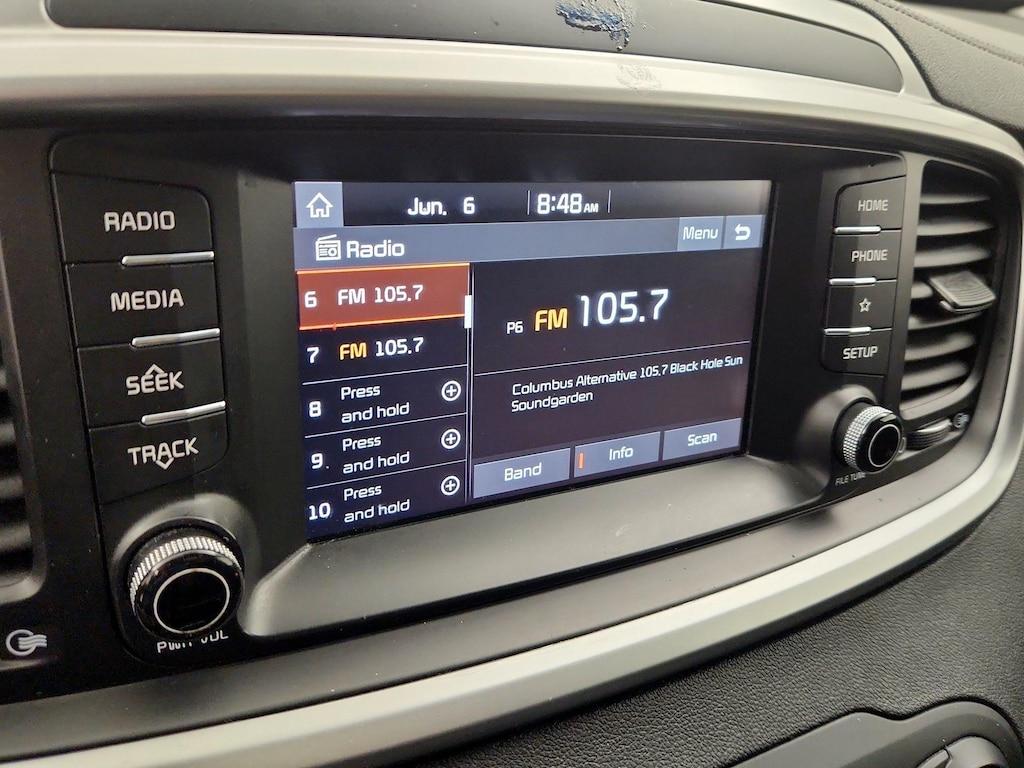 RADIO
MEDIA
SEEK
TRACK
PWR VOL
Jun. 6
8:48 AM
Radio
Menu
6 FM 105.7
7 FM 105.7
8 Press
and hold
9 Press
and hold
10 Press
and hold
P6 FM 105.7
Columbus Alternative 105.7 Black Hole Sun
Soundgarden
Band
Info
Scan
HOME
PHONE
SETUP
FILE TUNE